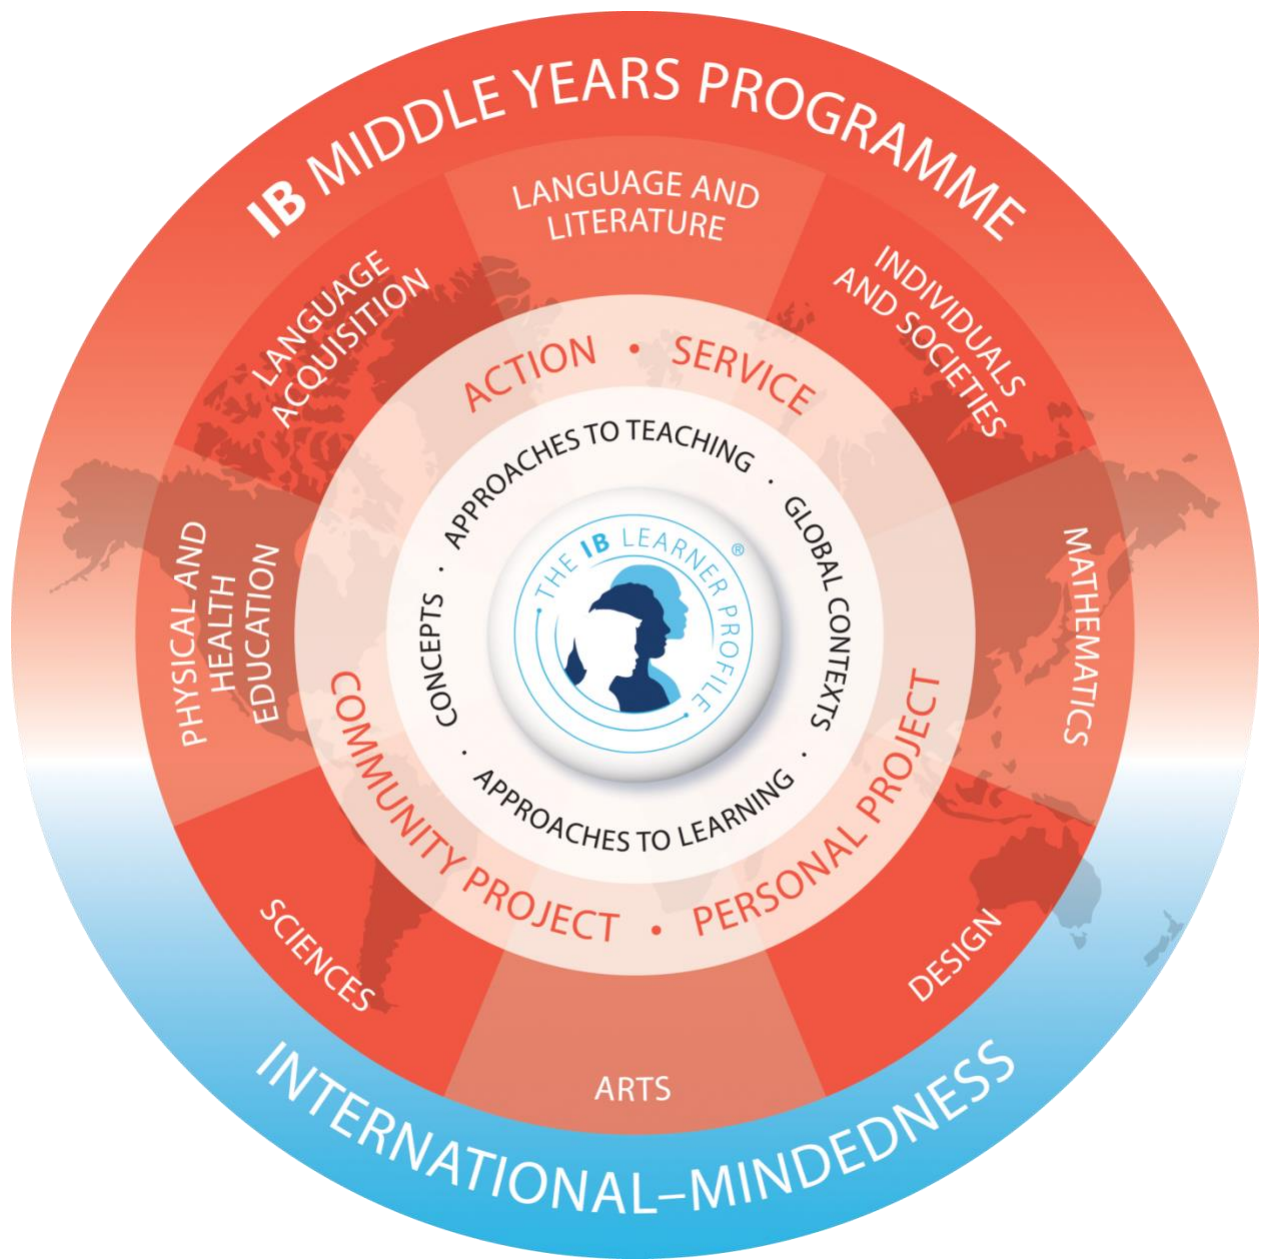 IB MIDDLE YEARS PROGRAMME
LANGUAGE AND
LITERATURE
INDIVIDUALS
AND SOCIETIES
MATHEMATICS
DESIGN
ARTS
SCIENCES
PHYSICAL AND
HEALTH
EDUCATION
LANGUAGE
ACQUISITION
ACTION • SERVICE
PERSONAL PROJECT
•
COMMUNITY PROJECT
APPROACHES TO TEACHING
· GLOBAL CONTEXTS
· APPROACHES TO LEARNING
· CONCEPTS ·
• THE IB LEARNER PROFILE •
®
INTERNATIONAL–MINDEDNESS